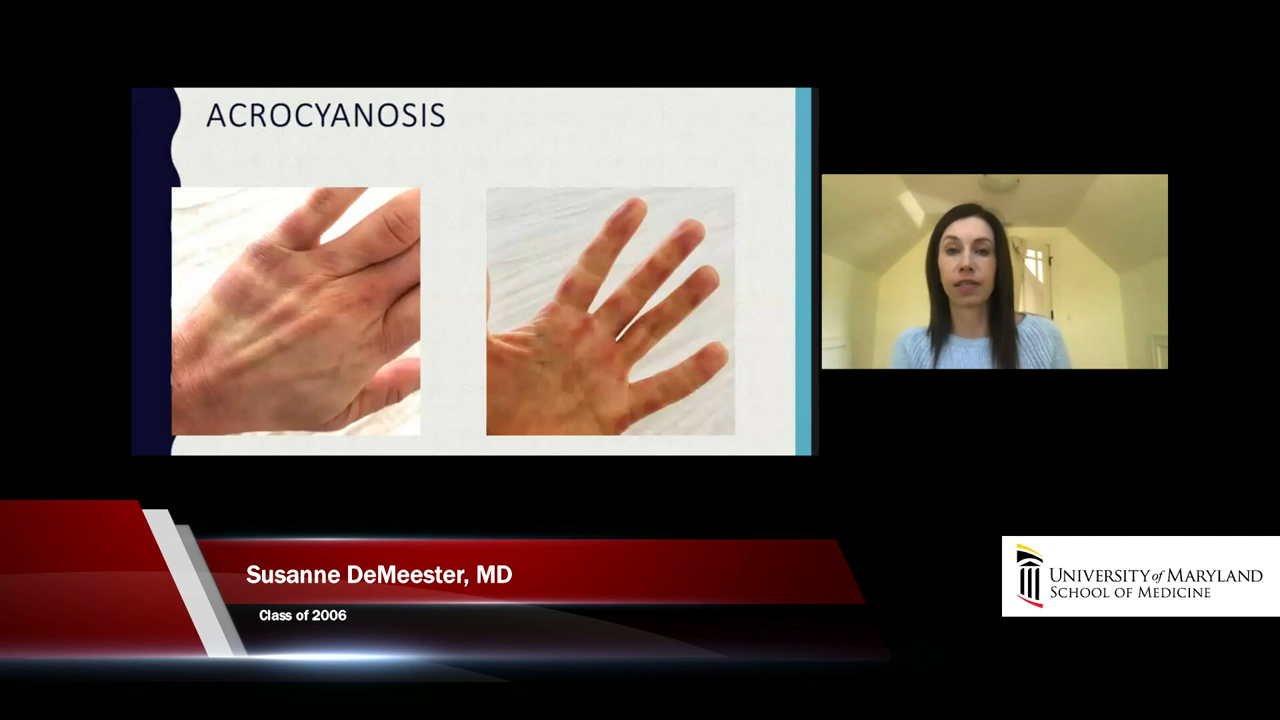 ACROCYANOSIS
Susanne DeMeester, MD
Class of 2006
UNIVERSITY of MARYLAND
SCHOOL OF MEDICINE